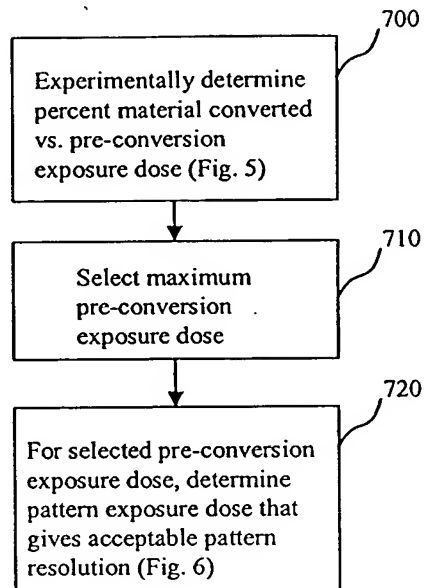 700
Experimentally determine
percent material converted
vs. pre-conversion
exposure dose (Fig. 5)
710
Select maximum
pre-conversion
exposure dose
720
For selected pre-conversion
exposure dose, determine
pattern exposure dose that
gives acceptable pattern
resolution (Fig. 6)